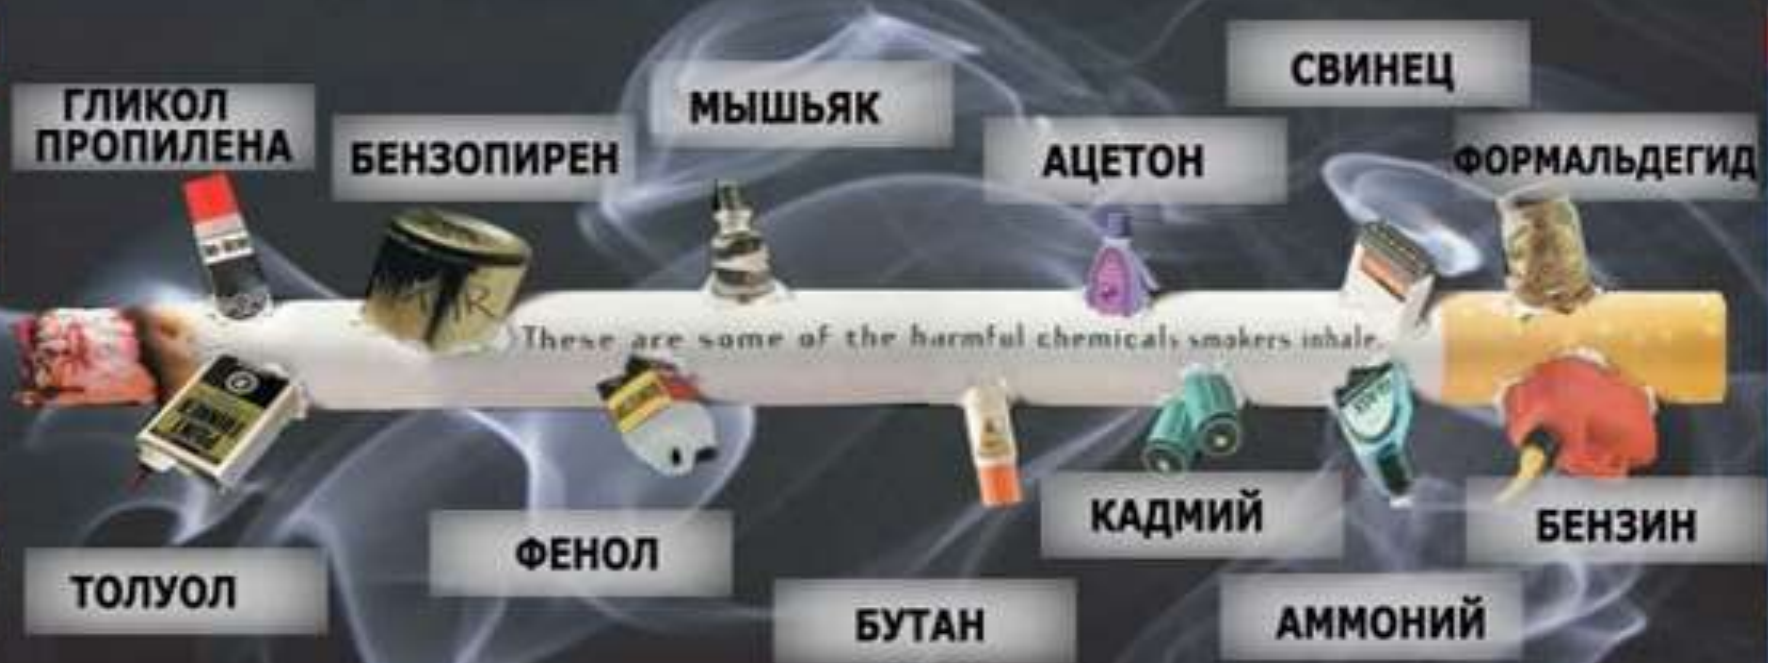 ГЛИКОЛ
ПРОПИЛЕНА
БЕНЗОПИРЕН
МЫШЬЯК
АЦЕТОН
СВИНЕЦ
ФОРМАЛЬДЕГИД
These are some of the harmful chemicals smokers inhale.
ТОЛУОЛ
ФЕНОЛ
БУТАН
КАДМИЙ
АММОНИЙ
БЕНЗИН